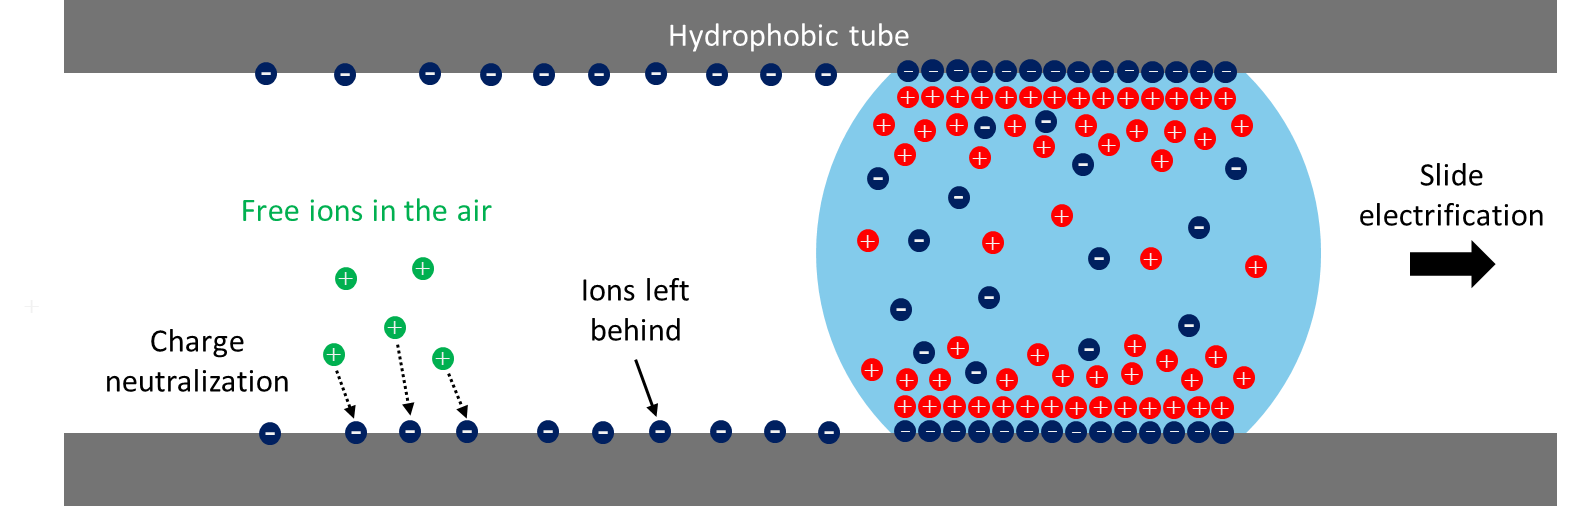 Hydrophobic tube
Free ions in the air
Slide
electrification
Ions left
behind
Charge
neutralization